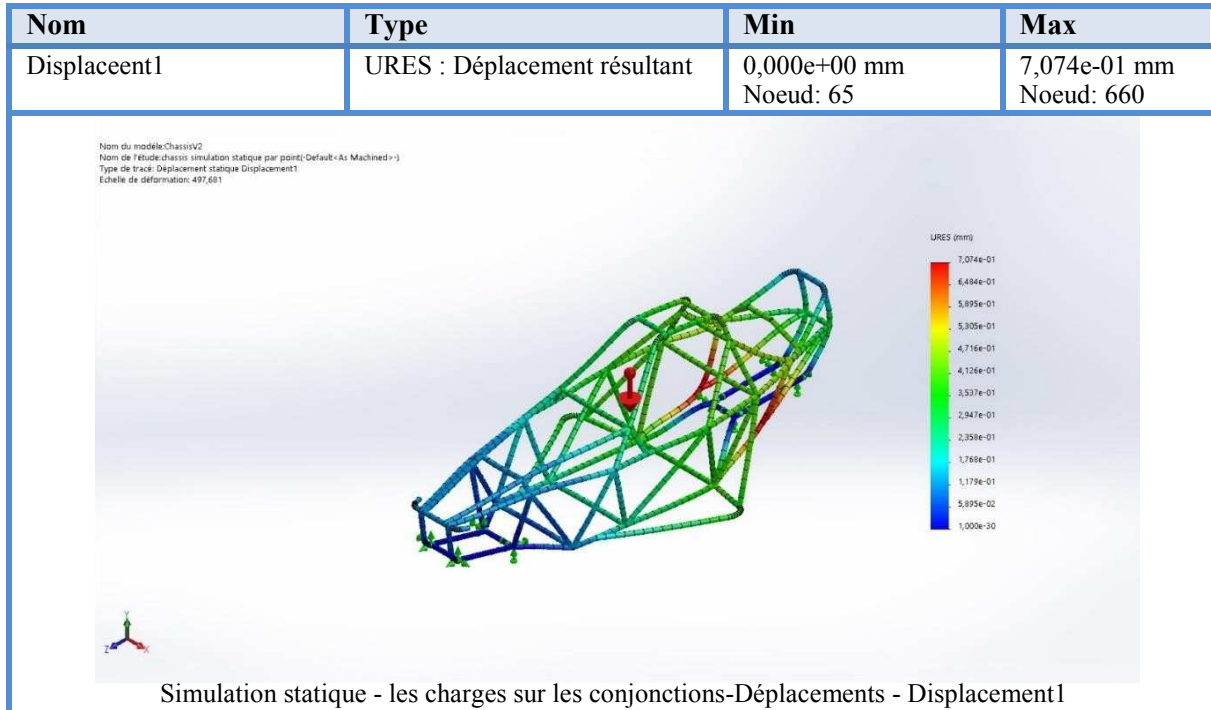 Nom Type Min Max
Displaceent1 URES : Déplacement résultant 0,000e+00 mm 7,074e-01 mm
Noeud: 65 Noeud: 660
Nom du modèle:ChassisV2
Nom de l'étude:chassis simulation statique par point(-Default<As Machined>-)
Type de tracé: Déplacement statique Displacement1
Echelle de déformation: 497,681
URES (mm)
7,074e-01
6,484e-01
5,895e-01
5,305e-01
4,716e-01
4,126e-01
3,537e-01
2,947e-01
2,358e-01
1,768e-01
1,179e-01
5,895e-02
1,000e-30
Y
Z X
Simulation statique - les charges sur les conjonctions-Déplacements - Displacement1